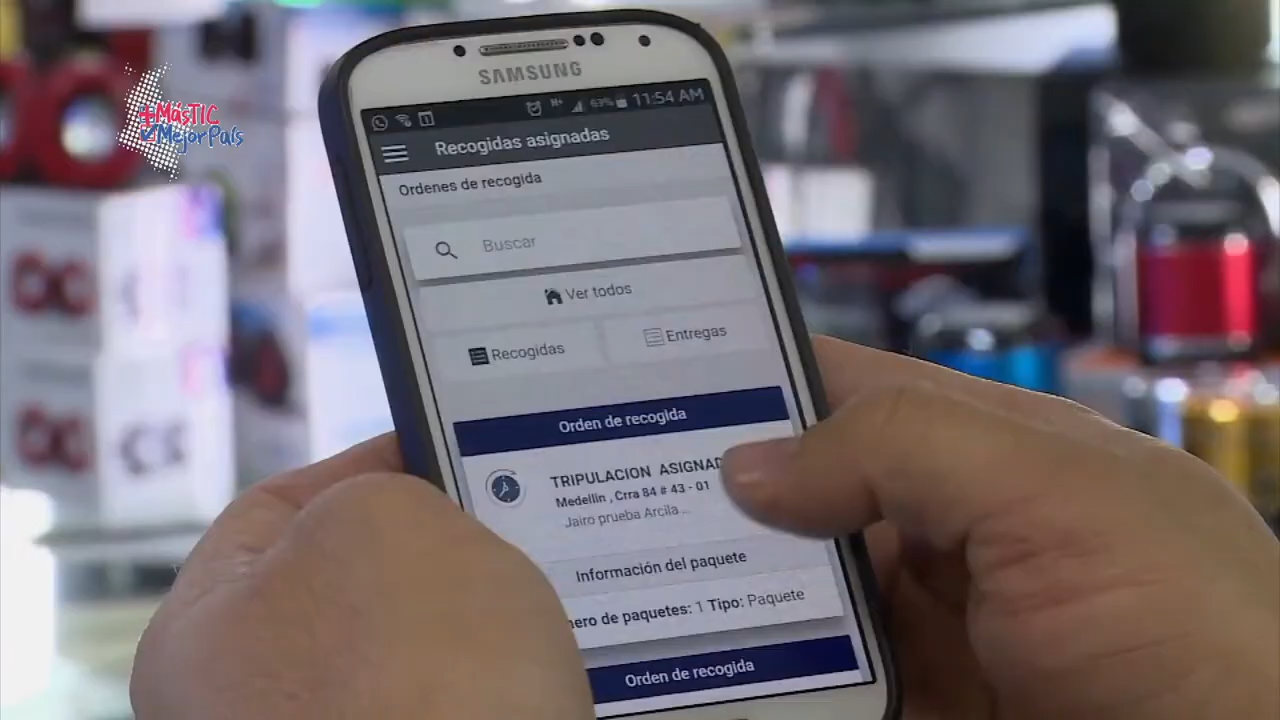 +MásTIC
MejorPaís
SAMSUNG
H+ 63% 11:54 AM
Recogidas asignadas
Ordenes de recogida
Buscar
Ver todos
Recogidas
Entregas
Orden de recogida
TRIPULACION ASIGNAD
Medellin , Crra 84 # 43 - 01
Jairo prueba Arcila ...
Información del paquete
ero de paquetes: 1 Tipo: Paquete
Orden de recogida